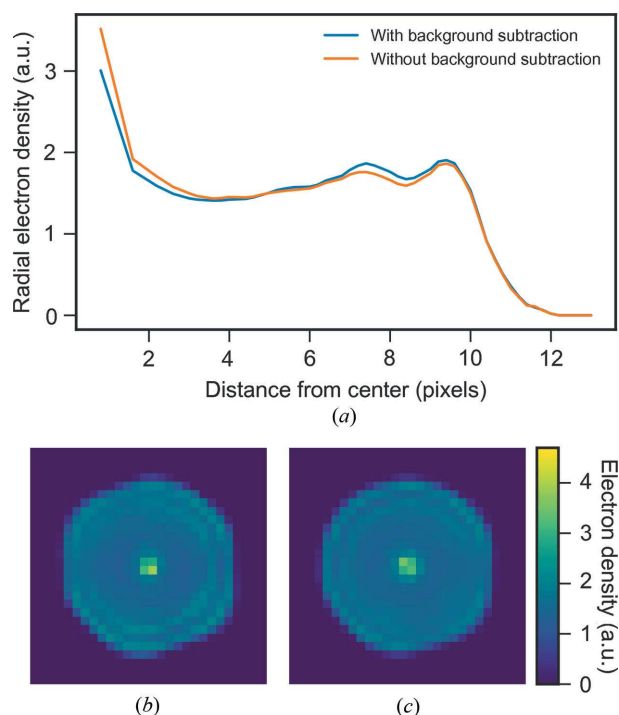 With background subtraction
Without background subtraction
Radial electron density (a.u.)
3
2
1
0
2
4
6
8
10
12
Distance from center (pixels)
(a)
Electron density (a.u.)
4
3
2
1
0
(b)
(c)